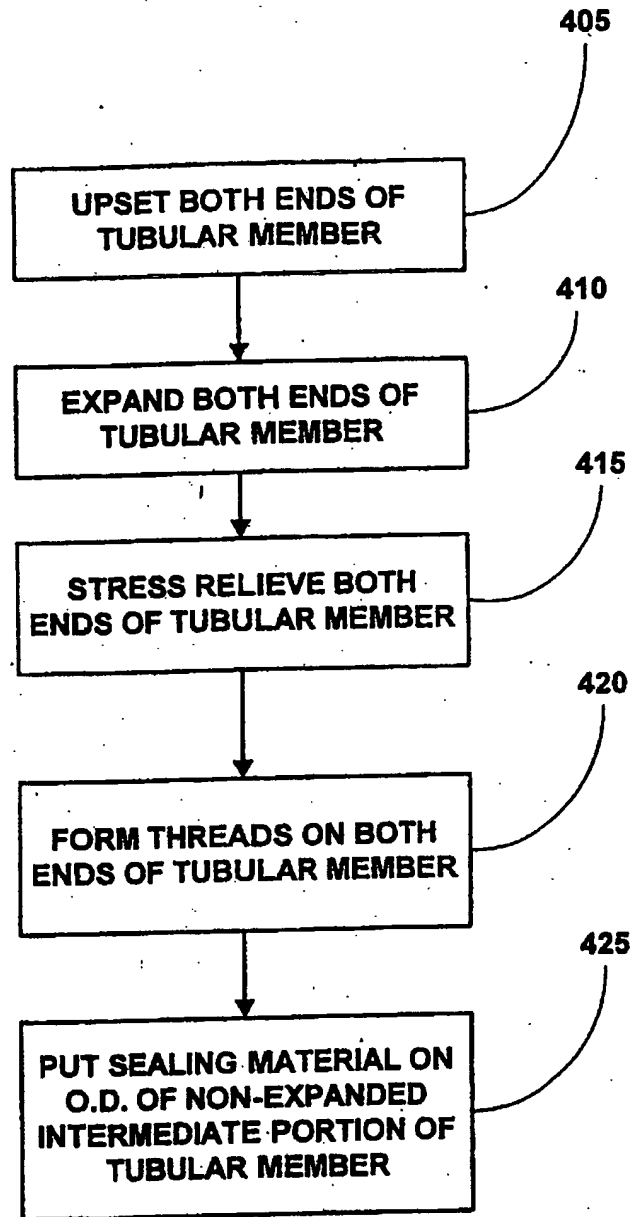 405
UPSET BOTH ENDS OF
TUBULAR MEMBER
410
EXPAND BOTH ENDS OF
TUBULAR MEMBER
415
STRESS RELIEVE BOTH
ENDS OF TUBULAR MEMBER
420
FORM THREADS ON BOTH
ENDS OF TUBULAR MEMBER
425
PUT SEALING MATERIAL ON
O.D. OF NON-EXPANDED
INTERMEDIATE PORTION OF
TUBULAR MEMBER